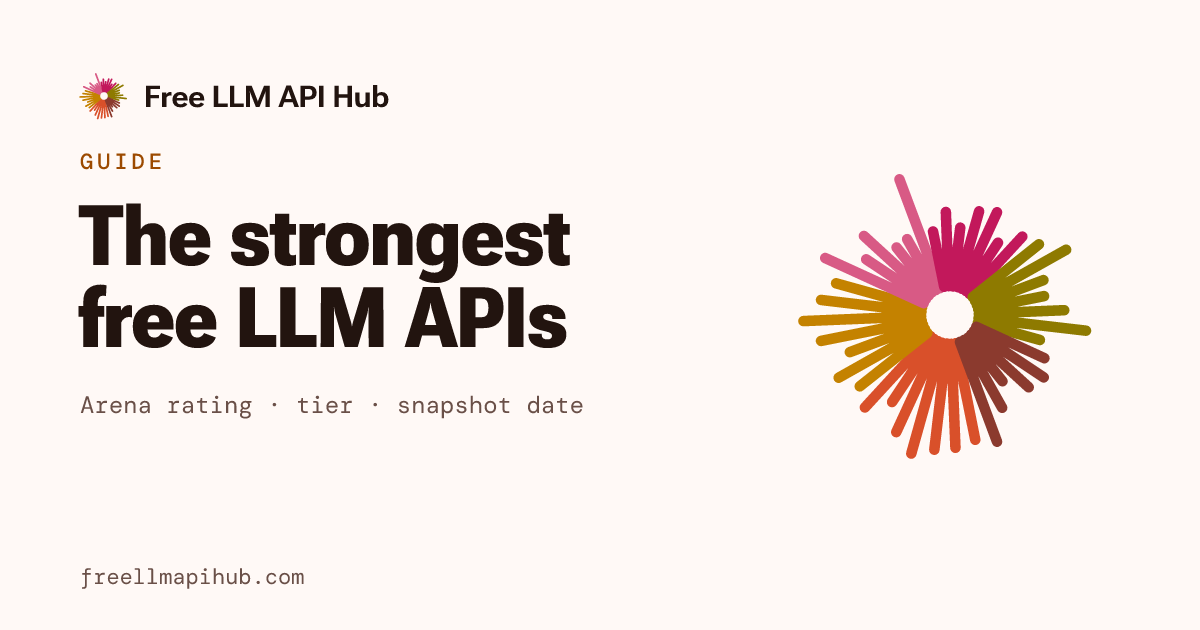 Free LLM API Hub
GUIDE
The strongest
free LLM APIs
Arena rating · tier · snapshot date
freellmapihub.com